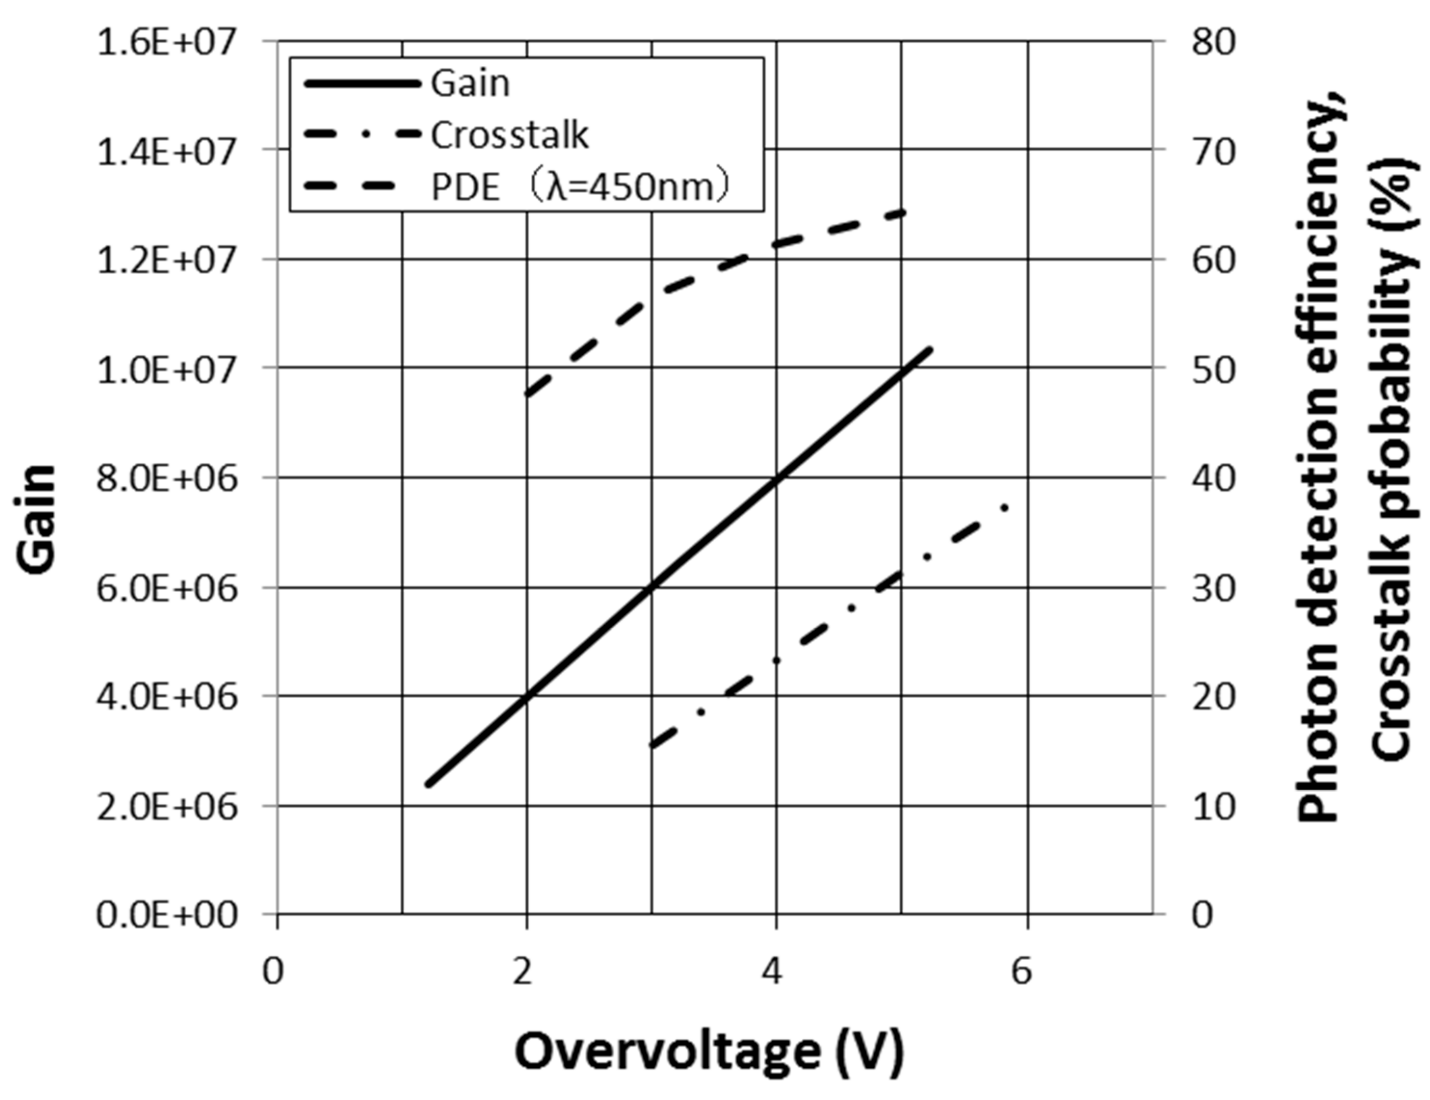 1.6E+07
1.4E+07
1.2E+07
1.0E+07
8.0E+06
6.0E+06
4.0E+06
2.0E+06
0.0E+00
Gain
Gain
Crosstalk
PDE（λ=450nm）
80
70
60
50
40
30
20
10
0
Photon detection effinciency,
Crosstalk pfobability (%)
0 2 4 6
Overvoltage (V)